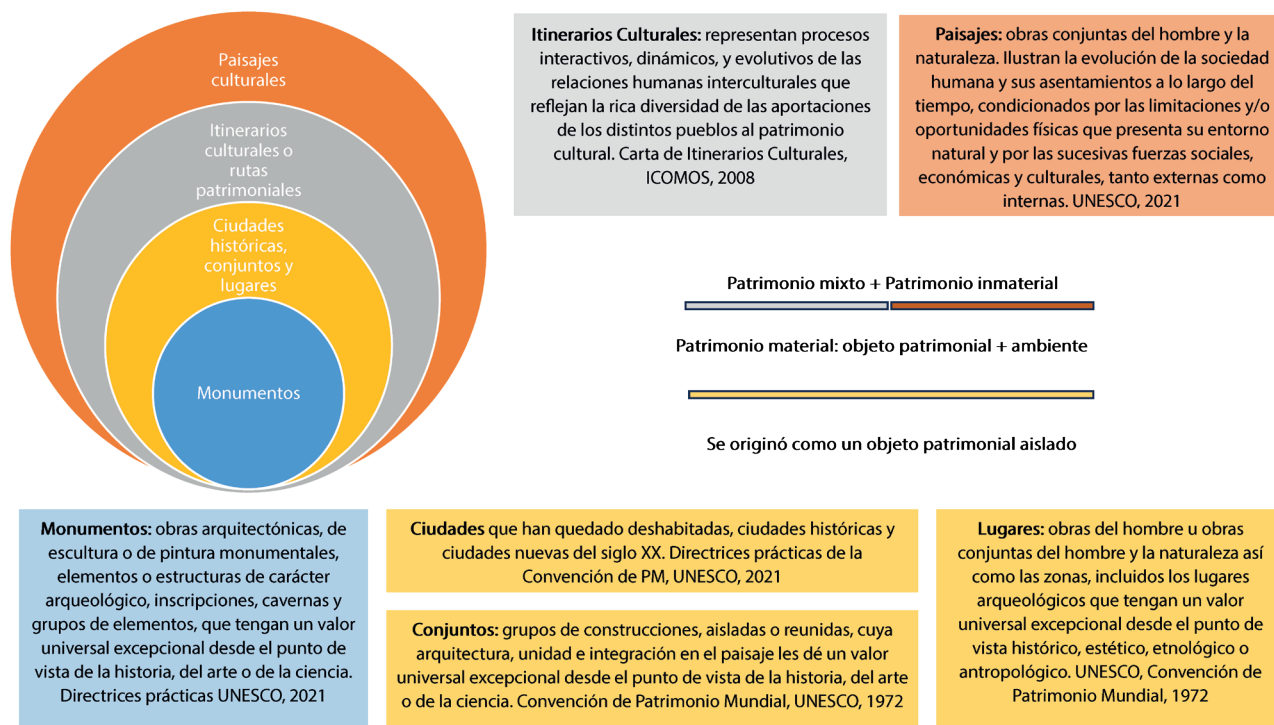 Paisajes
culturales
Itinerarios
culturales o
rutas
patrimoniales
Ciudades
históricas,
conjuntos y
lugares
Monumentos
Itinerarios Culturales: representan procesos
interactivos, dinámicos, y evolutivos de las
relaciones humanas interculturales que
reflejan la rica diversidad de las aportaciones
de los distintos pueblos al patrimonio
cultural. Carta de Itinerarios Culturales,
ICOMOS, 2008
Paisajes: obras conjuntas del hombre y la
naturaleza. Ilustran la evolución de la sociedad
humana y sus asentamientos a lo largo del
tiempo, condicionados por las limitaciones y/o
oportunidades físicas que presenta su entorno
natural y por las sucesivas fuerzas sociales,
económicas y culturales, tanto externas como
internas. UNESCO, 2021
Patrimonio mixto + Patrimonio inmaterial
Patrimonio material: objeto patrimonial + ambiente
Se originó como un objeto patrimonial aislado
Monumentos: obras arquitectónicas, de
escultura o de pintura monumentales,
elementos o estructuras de carácter
arqueológico, inscripciones, cavernas y
grupos de elementos, que tengan un valor
universal excepcional desde el punto de
vista de la historia, del arte o de la ciencia.
Directrices prácticas UNESCO, 2021
Ciudades que han quedado deshabitadas, ciudades históricas y
ciudades nuevas del siglo XX. Directrices prácticas de la
Convención de PM, UNESCO, 2021
Conjuntos: grupos de construcciones, aisladas o reunidas, cuya
arquitectura, unidad e integración en el paisaje les dé un valor
universal excepcional desde el punto de vista de la historia, del arte
o de la ciencia. Convención de Patrimonio Mundial, UNESCO, 1972
Lugares: obras del hombre u obras
conjuntas del hombre y la naturaleza así
como las zonas, incluidos los lugares
arqueológicos que tengan un valor
universal excepcional desde el punto de
vista histórico, estético, etnológico o
antropológico. UNESCO, Convención de
Patrimonio Mundial, 1972